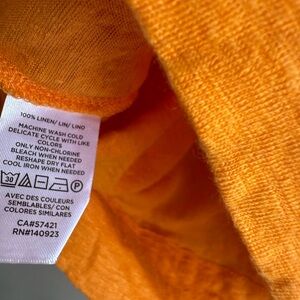 100% LINEN/ LIN/ LINO
MACHINE WASH COLD
DELICATE CYCLE WITH LIKE
COLORS
ONLY NON-CHLORINE
BLEACH WHEN NEEDED
RESHAPE DRY FLAT
COOL IRON WHEN NEEDED
30 P
AVEC DES COULEURS
SEMBLABLES/ CON
COLORES SIMILARES
CA#57421
RN#140923